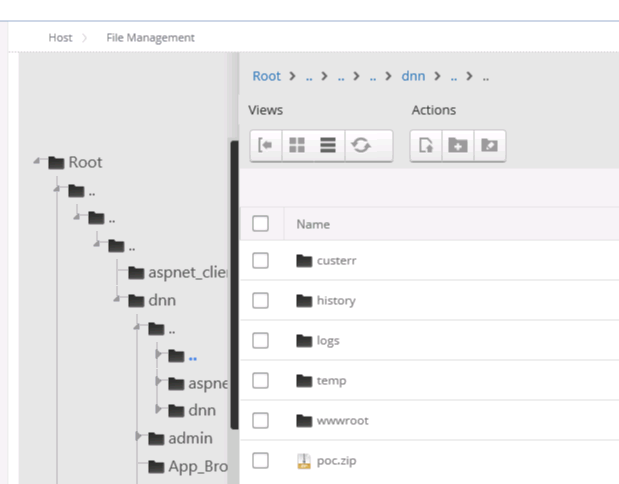 Host > File Management
Root > .. > .. > .. > dnn > .. > ..
Views
Actions
Root
..
..
..
aspnet_clie
dnn
..
..
aspne
dnn
admin
App_Bro
Name
custerr
history
logs
temp
wwwroot
poc.zip